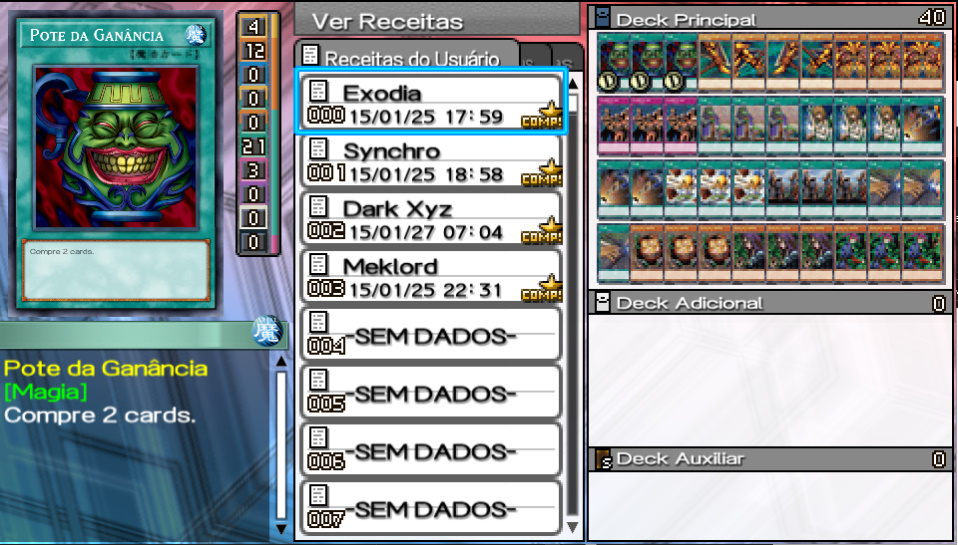 POTE DA GANÂNCIA
魔
Compre 2 cards.
魔
Pote da Ganância
[Magia]
Compre 2 cards.
4
12
0
0
0
21
3
0
0
0
Ver Receitas
Receitas do Usuário
Exodia
000 15/01/25 17:59 COMP!
Synchro
001 15/01/25 18:58 COMP!
Dark Xyz
002 15/01/27 07:04 COMP!
Meklord
003 15/01/25 22:31 COMP!
004 -SEM DADOS-
005 -SEM DADOS-
006 -SEM DADOS-
007 -SEM DADOS-
Deck Principal 40
Deck Adicional 0
S Deck Auxiliar 0